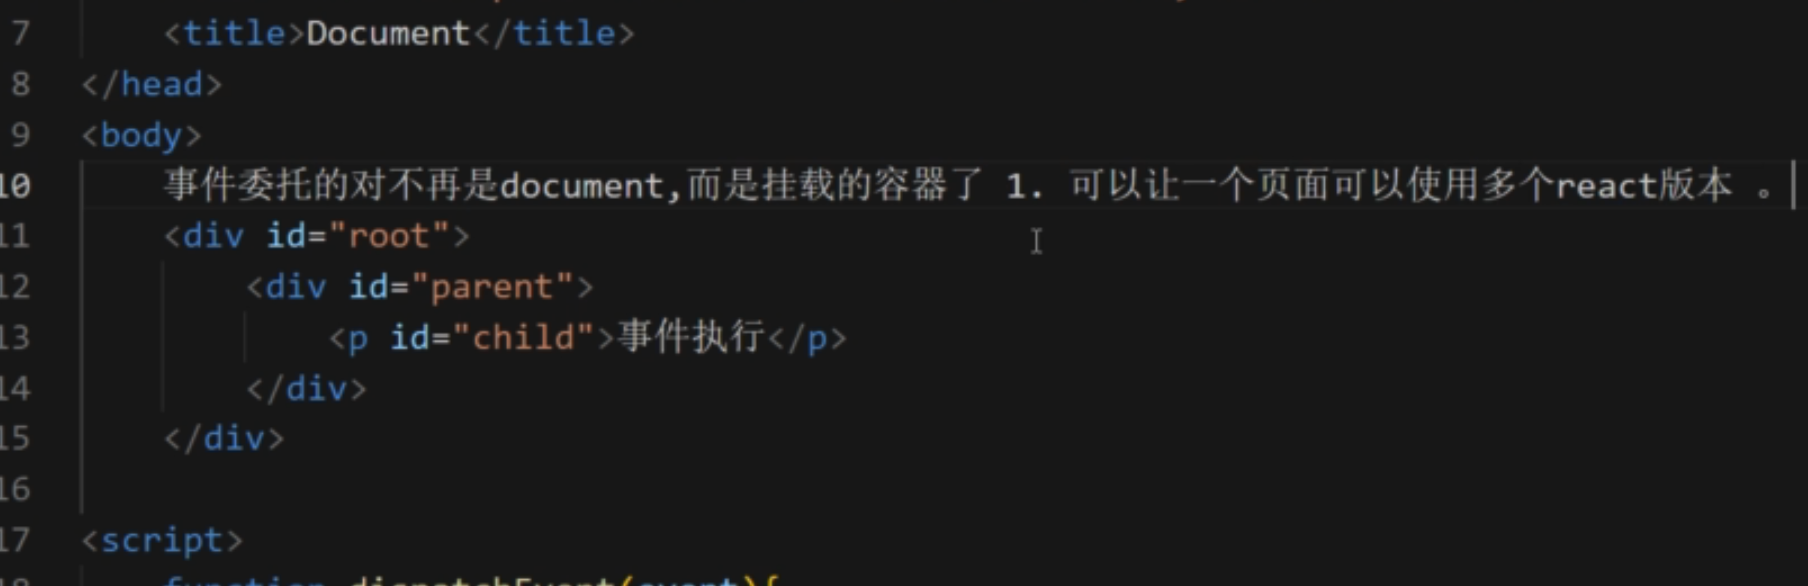 7 <title>Document</title>
8 </head>
9 <body>
10 事件委托的对不再是document,而是挂载的容器了 1. 可以让一个页面可以使用多个react版本 。
11 <div id="root">
12 <div id="parent">
13 <p id="child">事件执行</p>
14 </div>
15 </div>
16
17 <script>
function dispatchEvent(event){